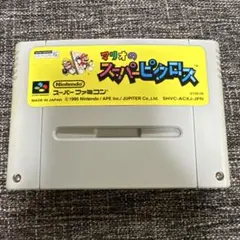 マリオの
スーパーピクロス
Nintendo
スーパーファミコン
MADE IN JAPAN
© 1995 Nintendo / APE inc. / JUPITER Co.,Ltd.
SHVC-ACXJ-JPN